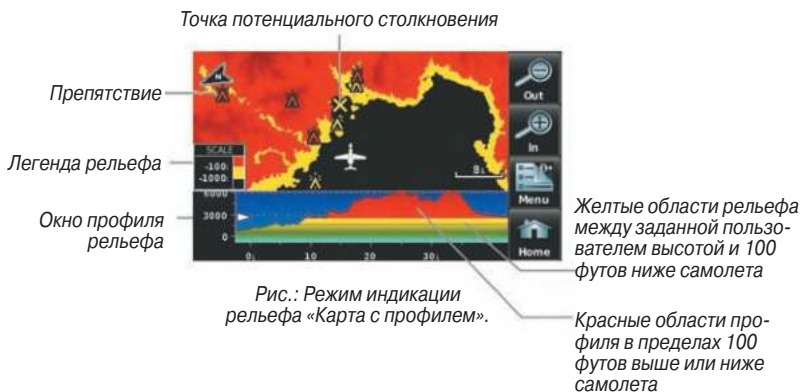 Точка потенциального столкновения
Препятствие
Легенда рельефа
Окно профиля
рельефа
N
Out
In
Menu
Home
SCALE
-100:
-1000:
8
6000
3000
0
0
10
20
30
Желтые области рельефа
между заданной пользо-
вателем высотой и 100
футов ниже самолета
Рис.: Режим индикации
рельефа «Карта с профилем».
Красные области про-
филя в пределах 100
футов выше или ниже
самолета